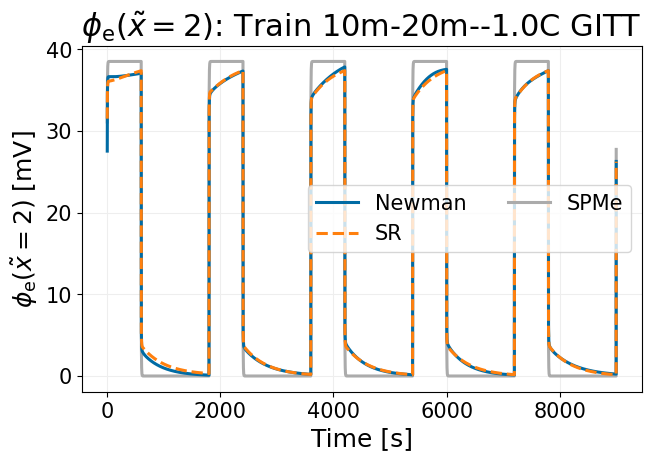 ϕₑ(x̃ = 2): Train 10m-20m--1.0C GITT
ϕₑ(x̃ = 2) [mV]
40
30
20
10
0
Newman
SR
SPMe
0 2000 4000 6000 8000
Time [s]